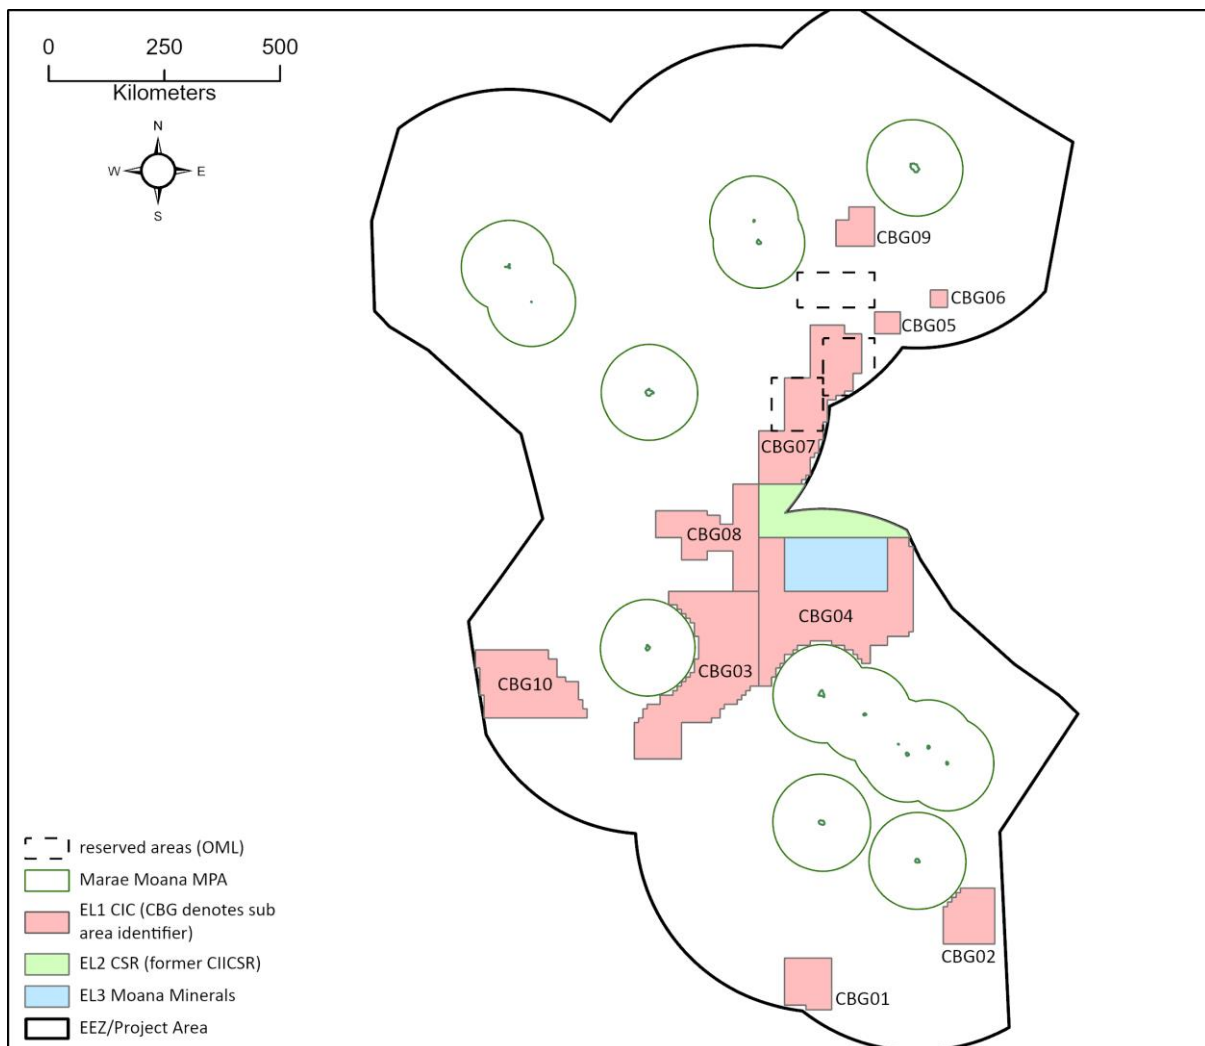 0 250 500
Kilometers
N
W E
S
CBG09
CBG06
CBG05
CBG07
CBG08
CBG04
CBG03
CBG10
CBG02
CBG01
reserved areas (OML)
Marae Moana MPA
EL1 CIC (CBG denotes sub
area identifier)
EL2 CSR (former CIICSR)
EL3 Moana Minerals
EEZ/Project Area